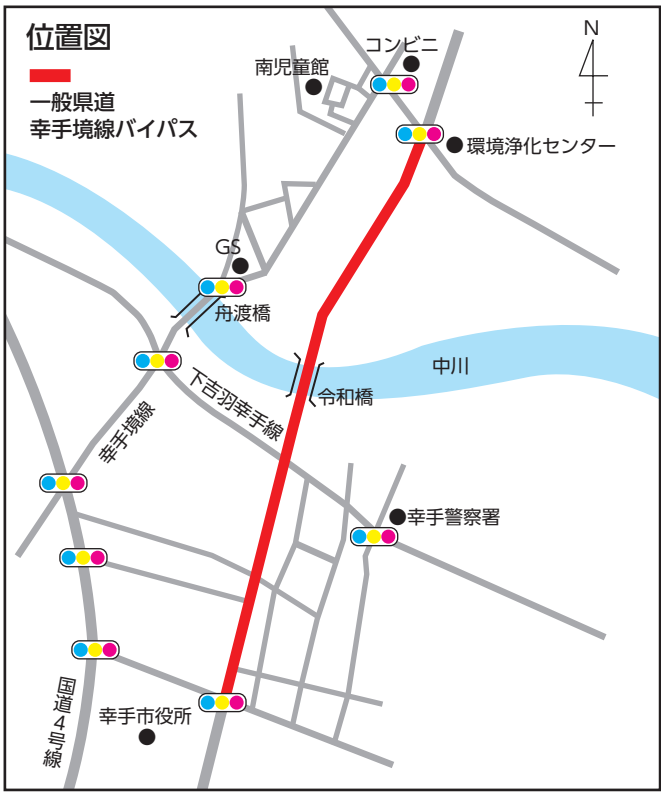 位置図
一般県道
幸手境線バイパス
コンビニ
N
南児童館
環境浄化センター
GS
舟渡橋
中川
令和橋
下吉羽幸手線
幸手境線
幸手警察署
国道4号線
幸手市役所